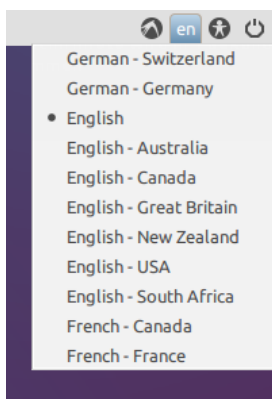 en
German - Switzerland
German - Germany
English
English - Australia
English - Canada
English - Great Britain
English - New Zealand
English - USA
English - South Africa
French - Canada
French - France